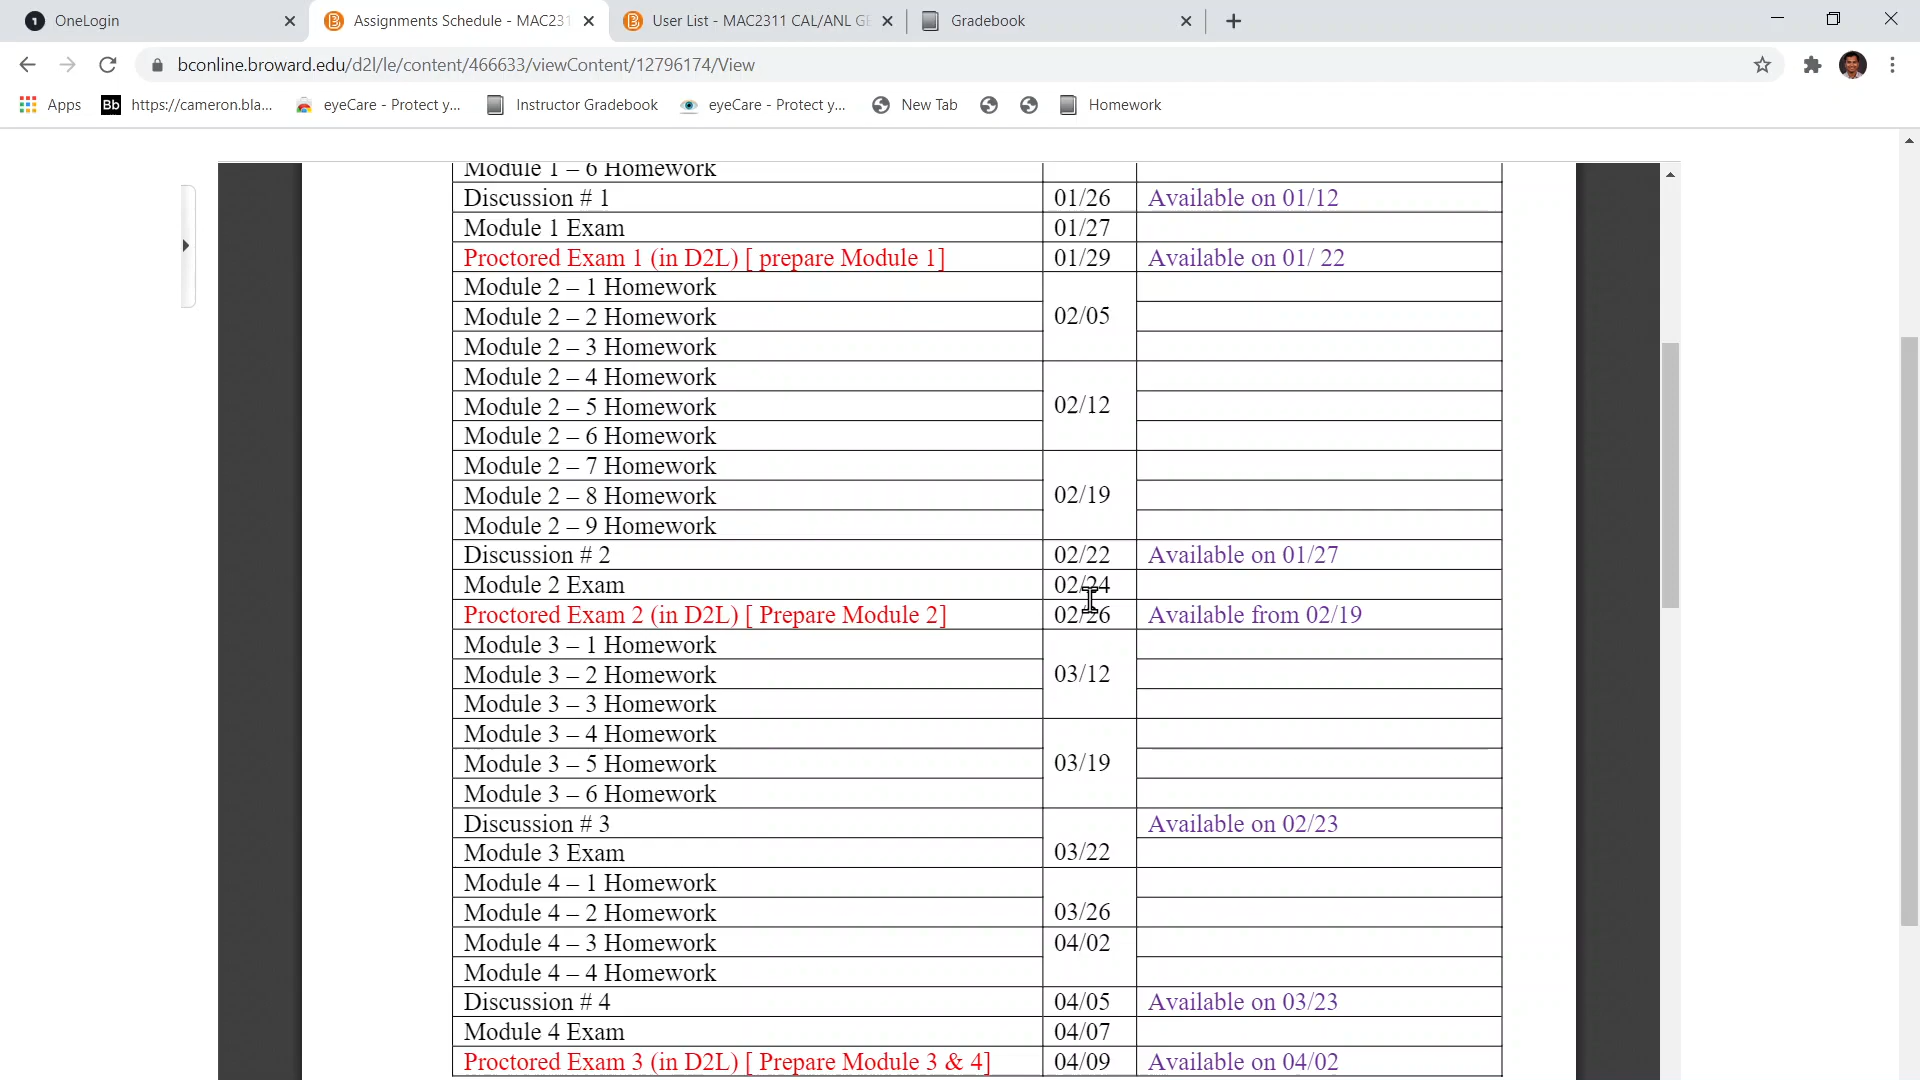 OneLogin
Assignments Schedule - MAC231
User List - MAC2311 CAL/ANL GE
Gradebook
bconline.broward.edu/d2l/le/content/466633/viewContent/12796174/View
Apps
Bb
https://cameron.bla...
eyeCare - Protect y...
Instructor Gradebook
eyeCare - Protect y...
New Tab
Homework
Module 1 – 6 Homework
Discussion # 1 01/26 Available on 01/12
Module 1 Exam 01/27
Proctored Exam 1 (in D2L) [ prepare Module 1] 01/29 Available on 01/ 22
Module 2 – 1 Homework
Module 2 – 2 Homework 02/05
Module 2 – 3 Homework
Module 2 – 4 Homework
Module 2 – 5 Homework 02/12
Module 2 – 6 Homework
Module 2 – 7 Homework
Module 2 – 8 Homework 02/19
Module 2 – 9 Homework
Discussion # 2 02/22 Available on 01/27
Module 2 Exam 02/24
Proctored Exam 2 (in D2L) [ Prepare Module 2] 02/26 Available from 02/19
Module 3 – 1 Homework
Module 3 – 2 Homework 03/12
Module 3 – 3 Homework
Module 3 – 4 Homework
Module 3 – 5 Homework 03/19
Module 3 – 6 Homework
Discussion # 3 Available on 02/23
Module 3 Exam 03/22
Module 4 – 1 Homework
Module 4 – 2 Homework 03/26
Module 4 – 3 Homework 04/02
Module 4 – 4 Homework
Discussion # 4 04/05 Available on 03/23
Module 4 Exam 04/07
Proctored Exam 3 (in D2L) [ Prepare Module 3 & 4] 04/09 Available on 04/02